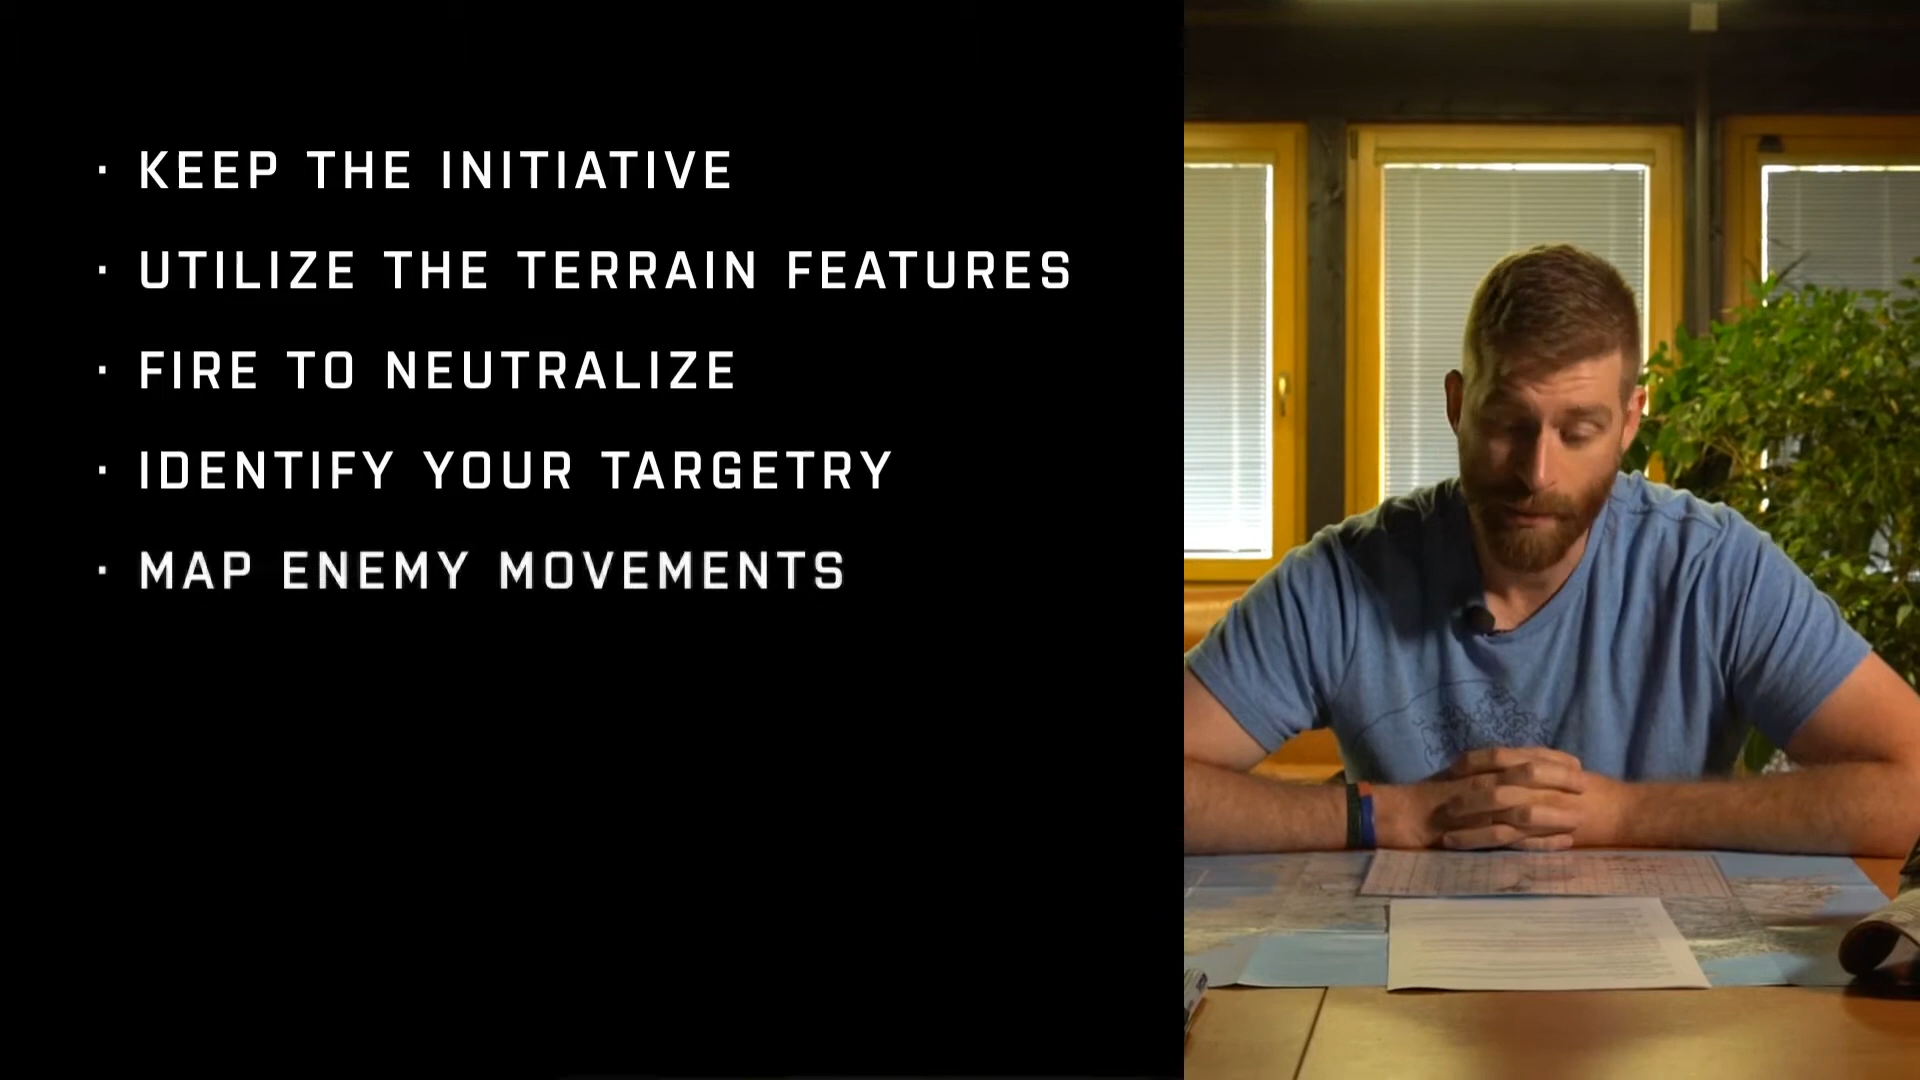 · KEEP THE INITIATIVE
· UTILIZE THE TERRAIN FEATURES
· FIRE TO NEUTRALIZE
· IDENTIFY YOUR TARGETRY
· MAP ENEMY MOVEMENTS